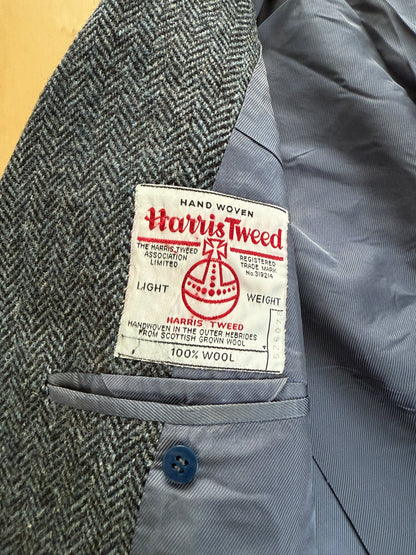 HAND WOVEN
Harris Tweed
THE HARRIS TWEED ASSOCIATION LIMITED
REGISTERED TRADE MARK No.319214
LIGHT WEIGHT
HARRIS TWEED
HANDWOVEN IN THE OUTER HEBRIDES
FROM SCOTTISH GROWN WOOL
100% WOOL